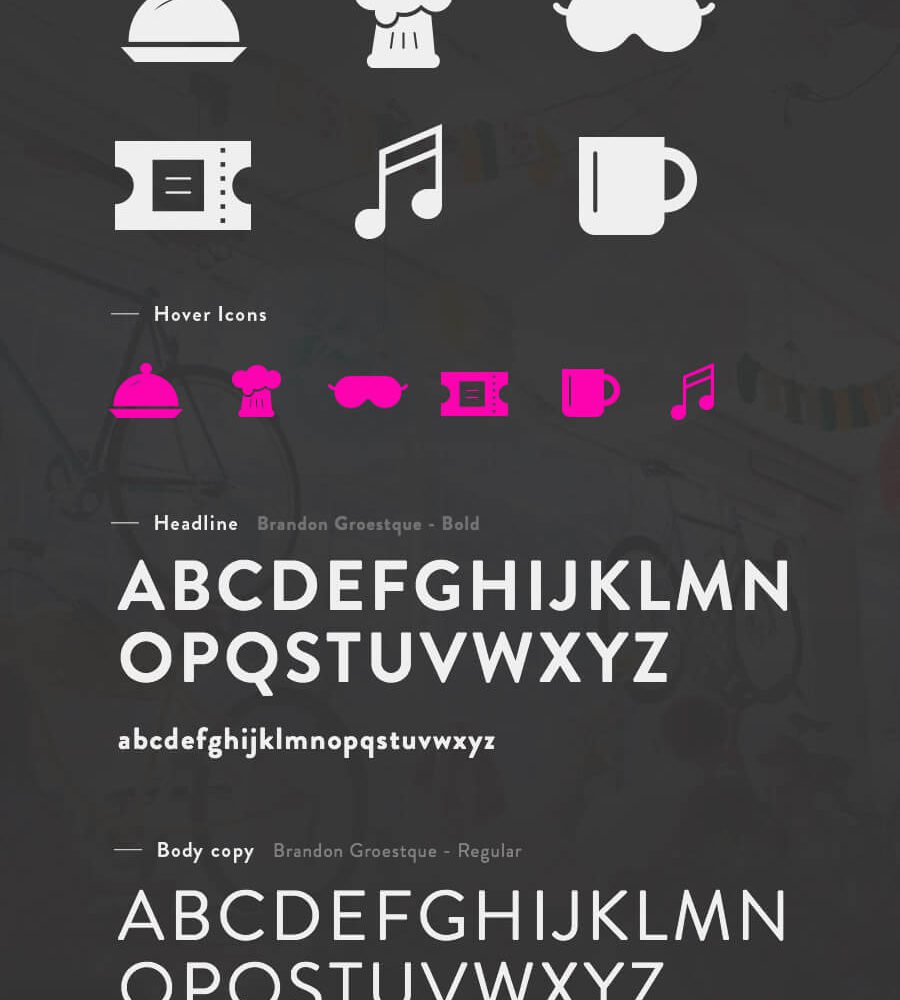 Hover Icons
Headline Brandon Groestque - Bold
ABCDEFGHIJKLMN
OPQSTUVWXYZ
abcdefghijklmnopqstuvwxyz
Body copy Brandon Groestque - Regular
ABCDEFGHIJKLMN
OPQSTUVWXYZ